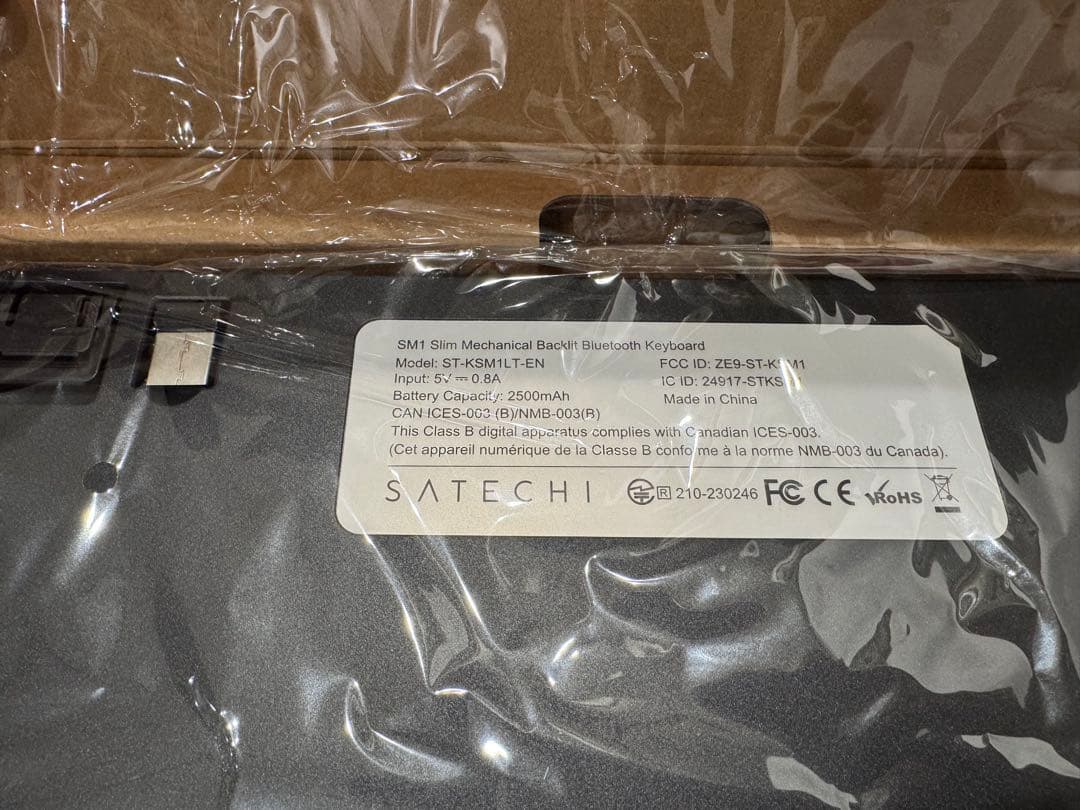 SM1 Slim Mechanical Backlit Bluetooth Keyboard
Model: ST-KSM1LT-EN
Input: 5V⎓0.8A
Battery Capacity: 2500mAh
CAN ICES-003 (B)/NMB-003(B)
FCC ID: ZE9-ST-KSM1
IC ID: 24917-STKS
Made in China
This Class B digital apparatus complies with Canadian ICES-003.
(Cet appareil numérique de la Classe B conforme à la norme NMB-003 du Canada).
SATECHI R 210-230246 FC CE RoHS